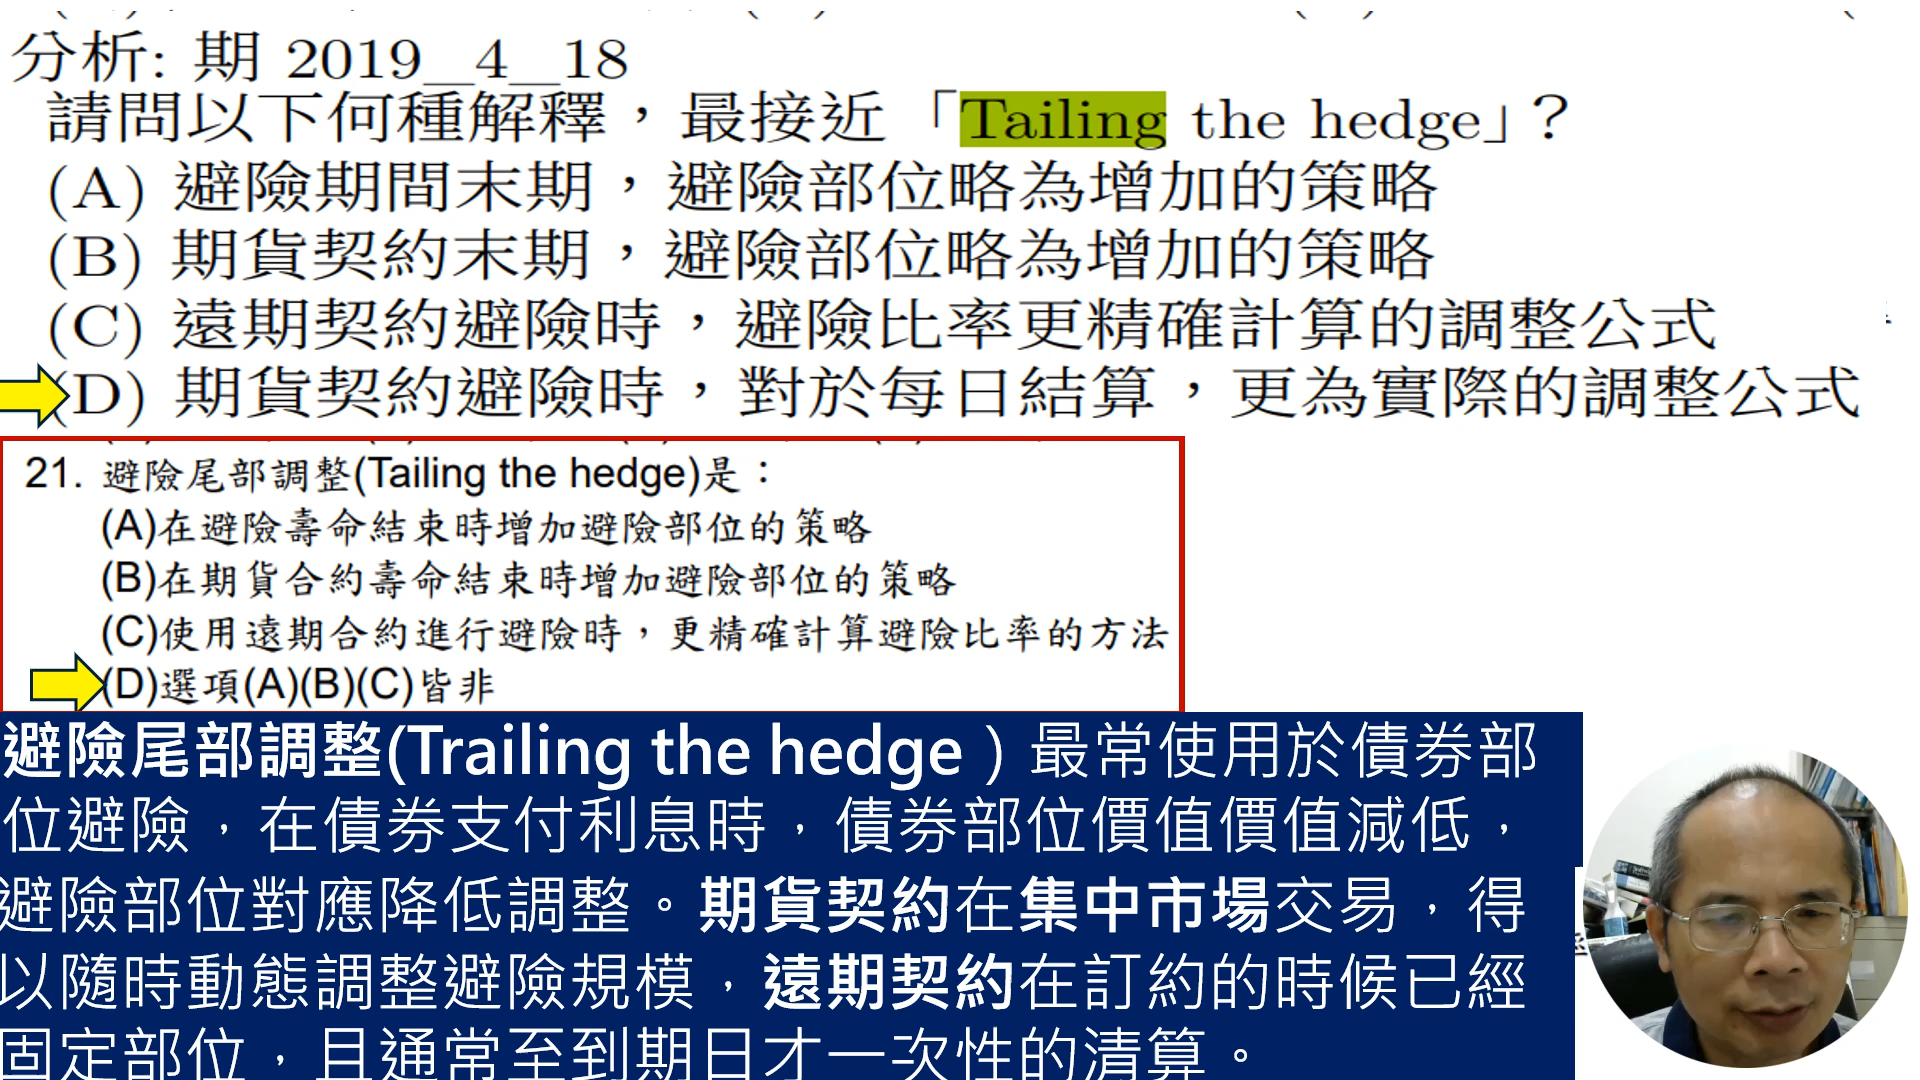 分析: 期 2019_4_18
請問以下何種解釋，最接近「Tailing the hedge」？
(A) 避險期間末期，避險部位略為增加的策略
(B) 期貨契約末期，避險部位略為增加的策略
(C) 遠期契約避險時，避險比率更精確計算的調整公式
(D) 期貨契約避險時，對於每日結算，更為實際的調整公式
21. 避險尾部調整(Tailing the hedge)是：
(A)在避險壽命結束時增加避險部位的策略
(B)在期貨合約壽命結束時增加避險部位的策略
(C)使用遠期合約進行避險時，更精確計算避險比率的方法
(D)選項(A)(B)(C)皆非
避險尾部調整(Trailing the hedge ) 最常使用於債券部
位避險，在債券支付利息時，債券部位價值價值減低，
避險部位對應降低調整。期貨契約在集中市場交易，得
以隨時動態調整避險規模，遠期契約在訂約的時候已經
固定部位，且通常至到期日才一次性的清算。